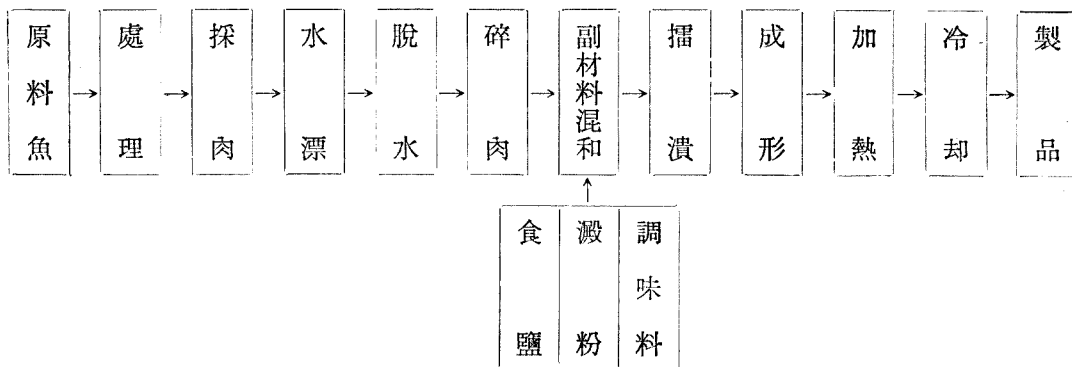 原料魚
處理
採肉
水漂
脫水
碎肉
副材料混和
擂潰
成形
加熱
冷却
製品
食鹽
澱粉
調味料